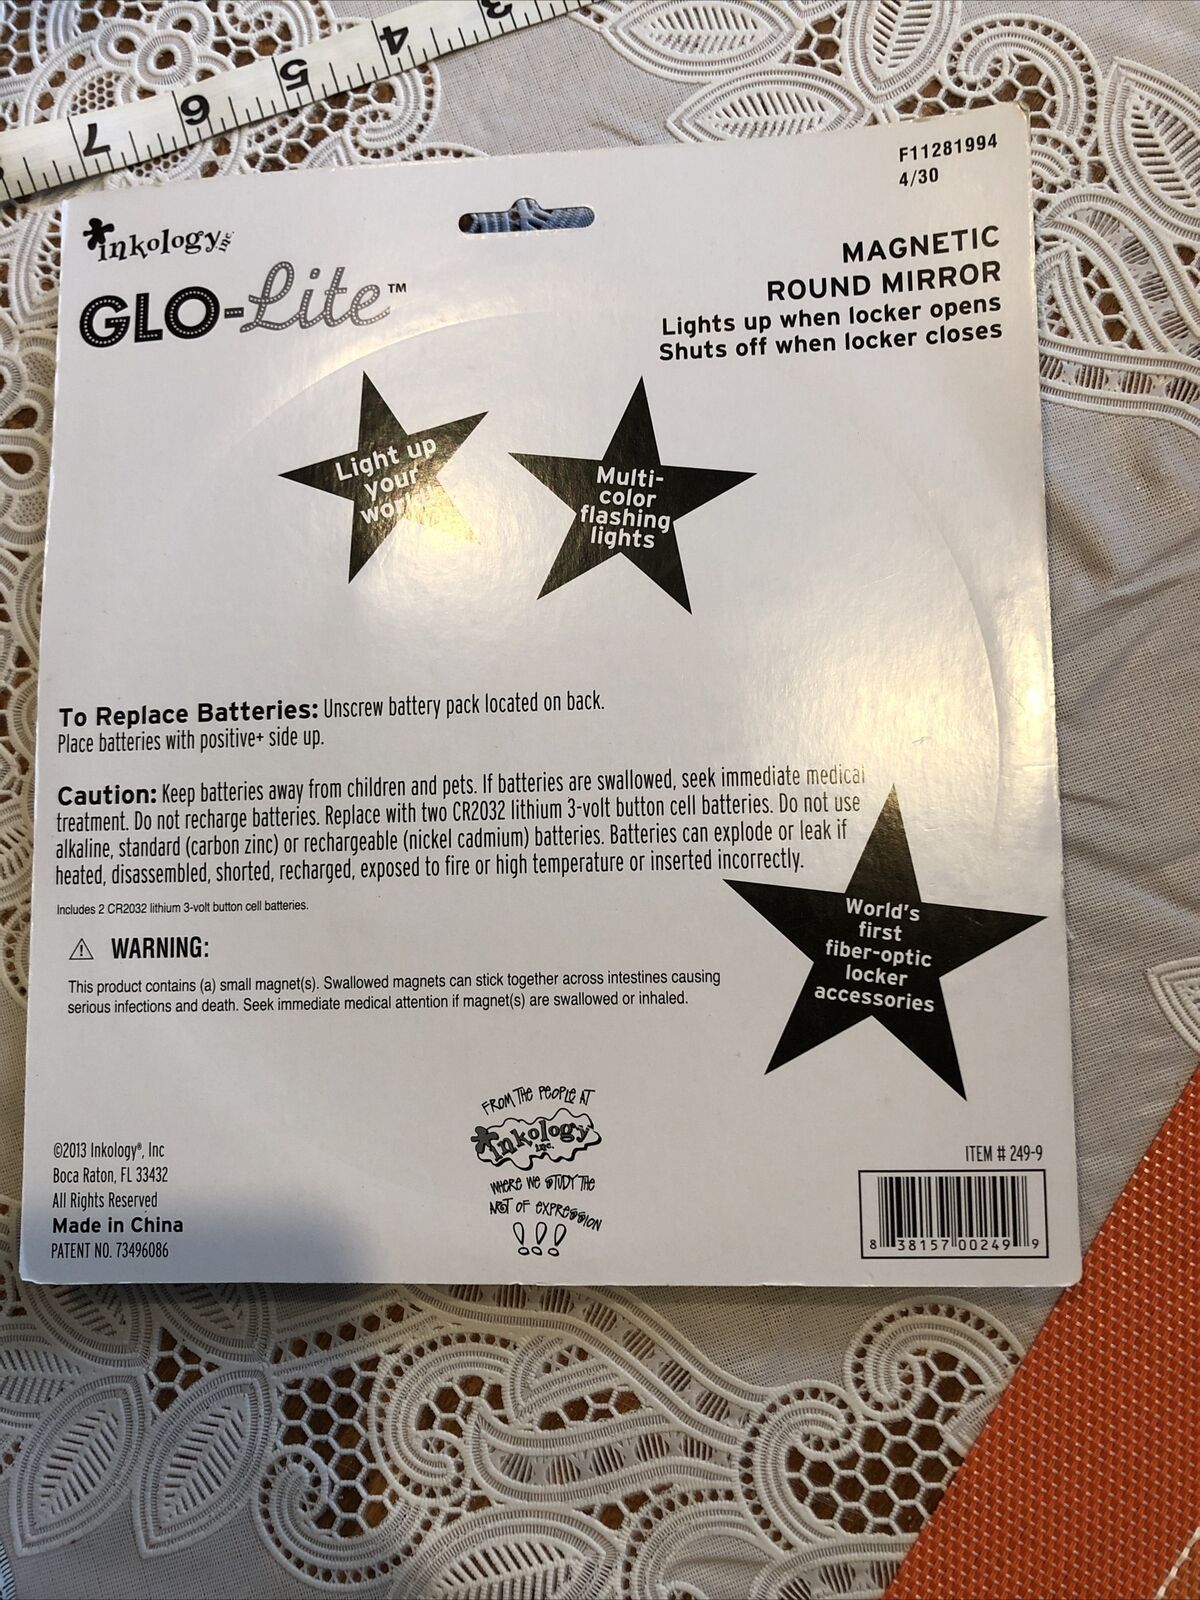 3
4
5
6
7
F11281994
4/30
inkology inc.
GLO-Lite™
MAGNETIC
ROUND MIRROR
Lights up when locker opens
Shuts off when locker closes
Light up
your
world
Multi-
color
flashing
lights
To Replace Batteries: Unscrew battery pack located on back.
Place batteries with positive+ side up.
Caution: Keep batteries away from children and pets. If batteries are swallowed, seek immediate medical
treatment. Do not recharge batteries. Replace with two CR2032 lithium 3-volt button cell batteries. Do not use
alkaline, standard (carbon zinc) or rechargeable (nickel cadmium) batteries. Batteries can explode or leak if
heated, disassembled, shorted, recharged, exposed to fire or high temperature or inserted incorrectly.
Includes 2 CR2032 lithium 3-volt button cell batteries.
World's
first
fiber-optic
locker
accessories
⚠ WARNING:
This product contains (a) small magnet(s). Swallowed magnets can stick together across intestines causing
serious infections and death. Seek immediate medical attention if magnet(s) are swallowed or inhaled.
FROM THE PEOPLE AT
inkology
inc.
WHERE WE STUDY THE
ART OF EXPRESSION
!!!
©2013 Inkology®, Inc
Boca Raton, FL 33432
All Rights Reserved
Made in China
PATENT NO. 73496086
ITEM # 249-9
8 38157 00249 9